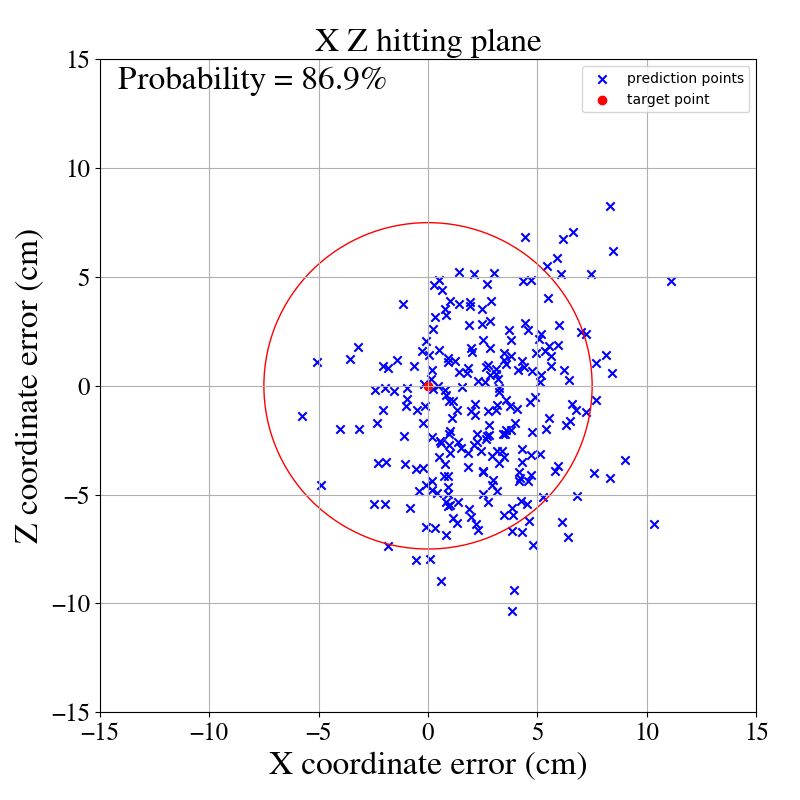 X Z hitting plane
Probability = 86.9%
prediction points
target point
15
10
5
0
−5
−10
−15
Z coordinate error (cm)
−15 −10 −5 0 5 10 15
X coordinate error (cm)